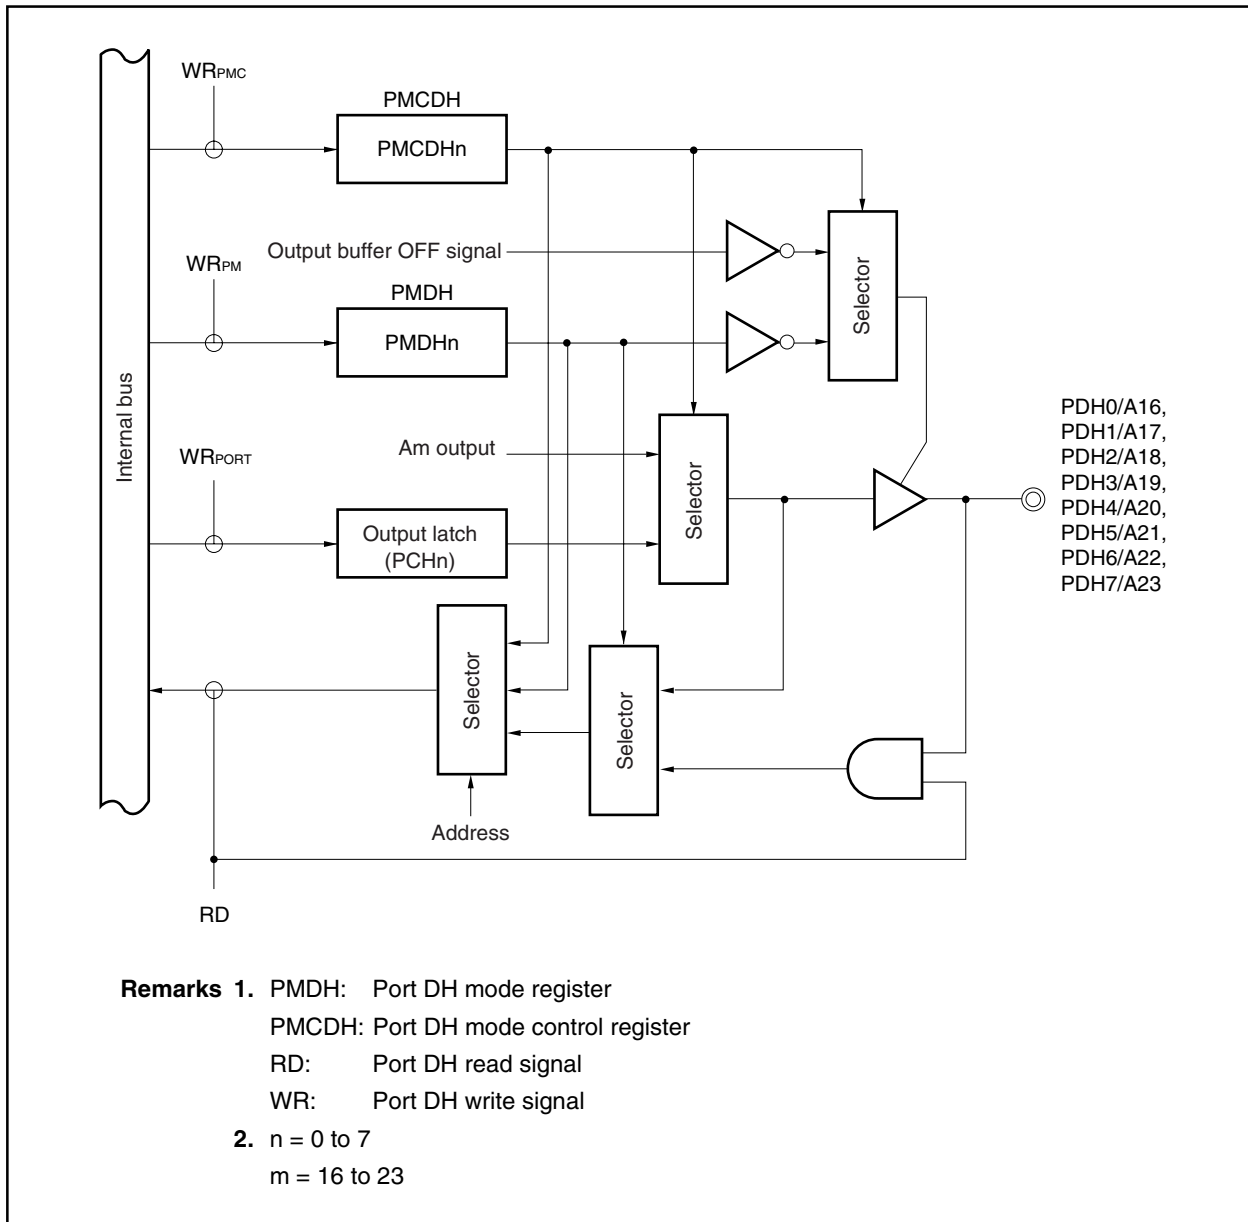 WRPMC
PMCDH
PMCDHn
Output buffer OFF signal
Selector
WRPM
PMDH
PMDHn
Internal bus
Am output
Selector
WRPORT
Output latch
(PCHn)
PDH0/A16,
PDH1/A17,
PDH2/A18,
PDH3/A19,
PDH4/A20,
PDH5/A21,
PDH6/A22,
PDH7/A23
Selector
Selector
Address
RD
Remarks 1. PMDH: Port DH mode register
PMCDH: Port DH mode control register
RD: Port DH read signal
WR: Port DH write signal
2. n = 0 to 7
m = 16 to 23